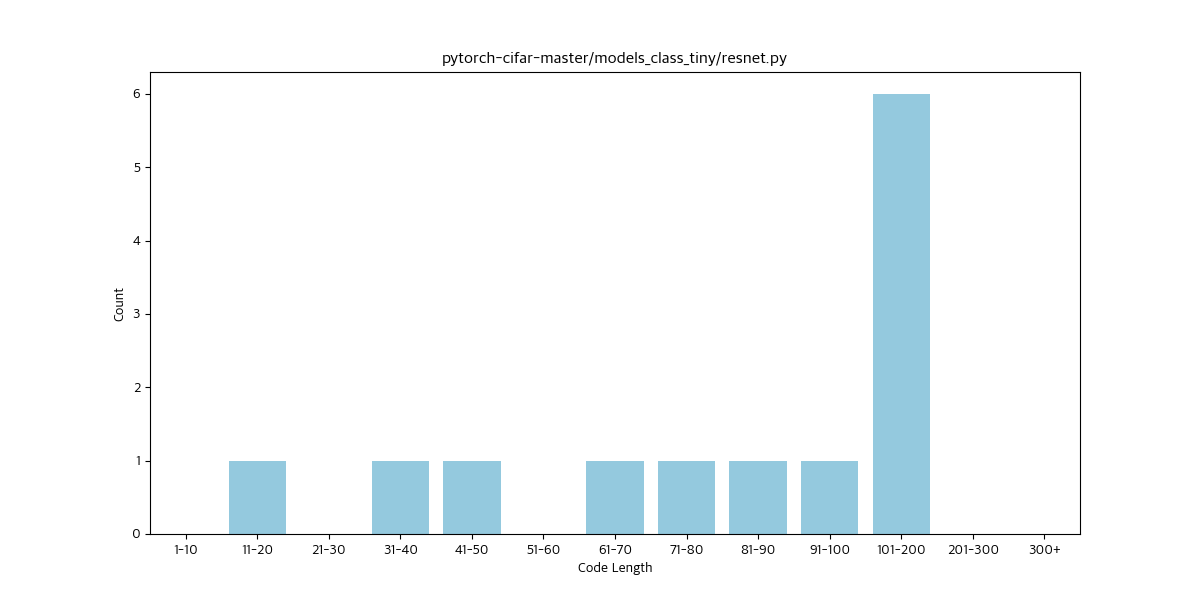 pytorch-cifar-master/models_class_tiny/resnet.py
6
5
4
3
2
1
0
Count
1-10 11-20 21-30 31-40 41-50 51-60 61-70 71-80 81-90 91-100 101-200 201-300 300+
Code Length